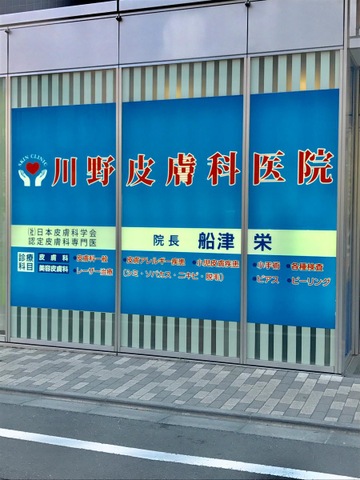 SKIN CLINIC
川野皮膚科医院
(社)日本皮膚科学会
認定皮膚科専門医
院長 船津 栄
診療科目
皮膚科 ●皮膚科一般 ●皮膚アレルギー疾患 ●小児皮膚疾患 ●小手術 ●各種検査
美容皮膚科 ●レーザー治療 (シミ・ソバカス・ニキビ・脱毛) ●ピアス ●ピーリング